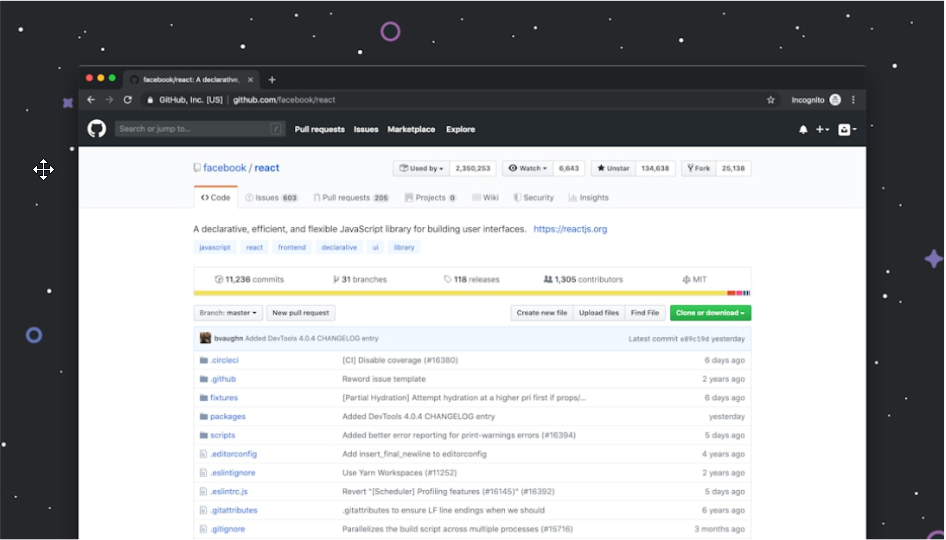 facebook/react: A declarative,
GitHub, Inc. [US] github.com/facebook/react Incognito
Search or jump to... / Pull requests Issues Marketplace Explore
facebook / react Used by 2,350,253 Watch 6,643 Unstar 134,638 Fork 25,138
Code Issues 603 Pull requests 205 Projects 0 Wiki Security Insights
A declarative, efficient, and flexible JavaScript library for building user interfaces. https://reactjs.org
javascript react frontend declarative ui library
11,236 commits 31 branches 118 releases 1,305 contributors MIT
Branch: master New pull request Create new file Upload files Find File Clone or download
bvaughn Added DevTools 4.0.4 CHANGELOG entry Latest commit e89c19d yesterday
.circleci [CI] Disable coverage (#16380) 6 days ago
.github Reword issue template 2 years ago
fixtures [Partial Hydration] Attempt hydration at a higher pri first if props/... 6 days ago
packages Added DevTools 4.0.4 CHANGELOG entry yesterday
scripts Added better error reporting for print-warnings errors (#16394) 5 days ago
.editorconfig Add insert_final_newline to editorconfig 4 years ago
.eslintignore Use Yarn Workspaces (#11252) 2 years ago
.eslintrc.js Revert "[Scheduler] Profiling features (#16145)" (#16392) 5 days ago
.gitattributes .gitattributes to ensure LF line endings when we should 6 years ago
.gitignore Parallelizes the build script across multiple processes (#15716) 3 months ago